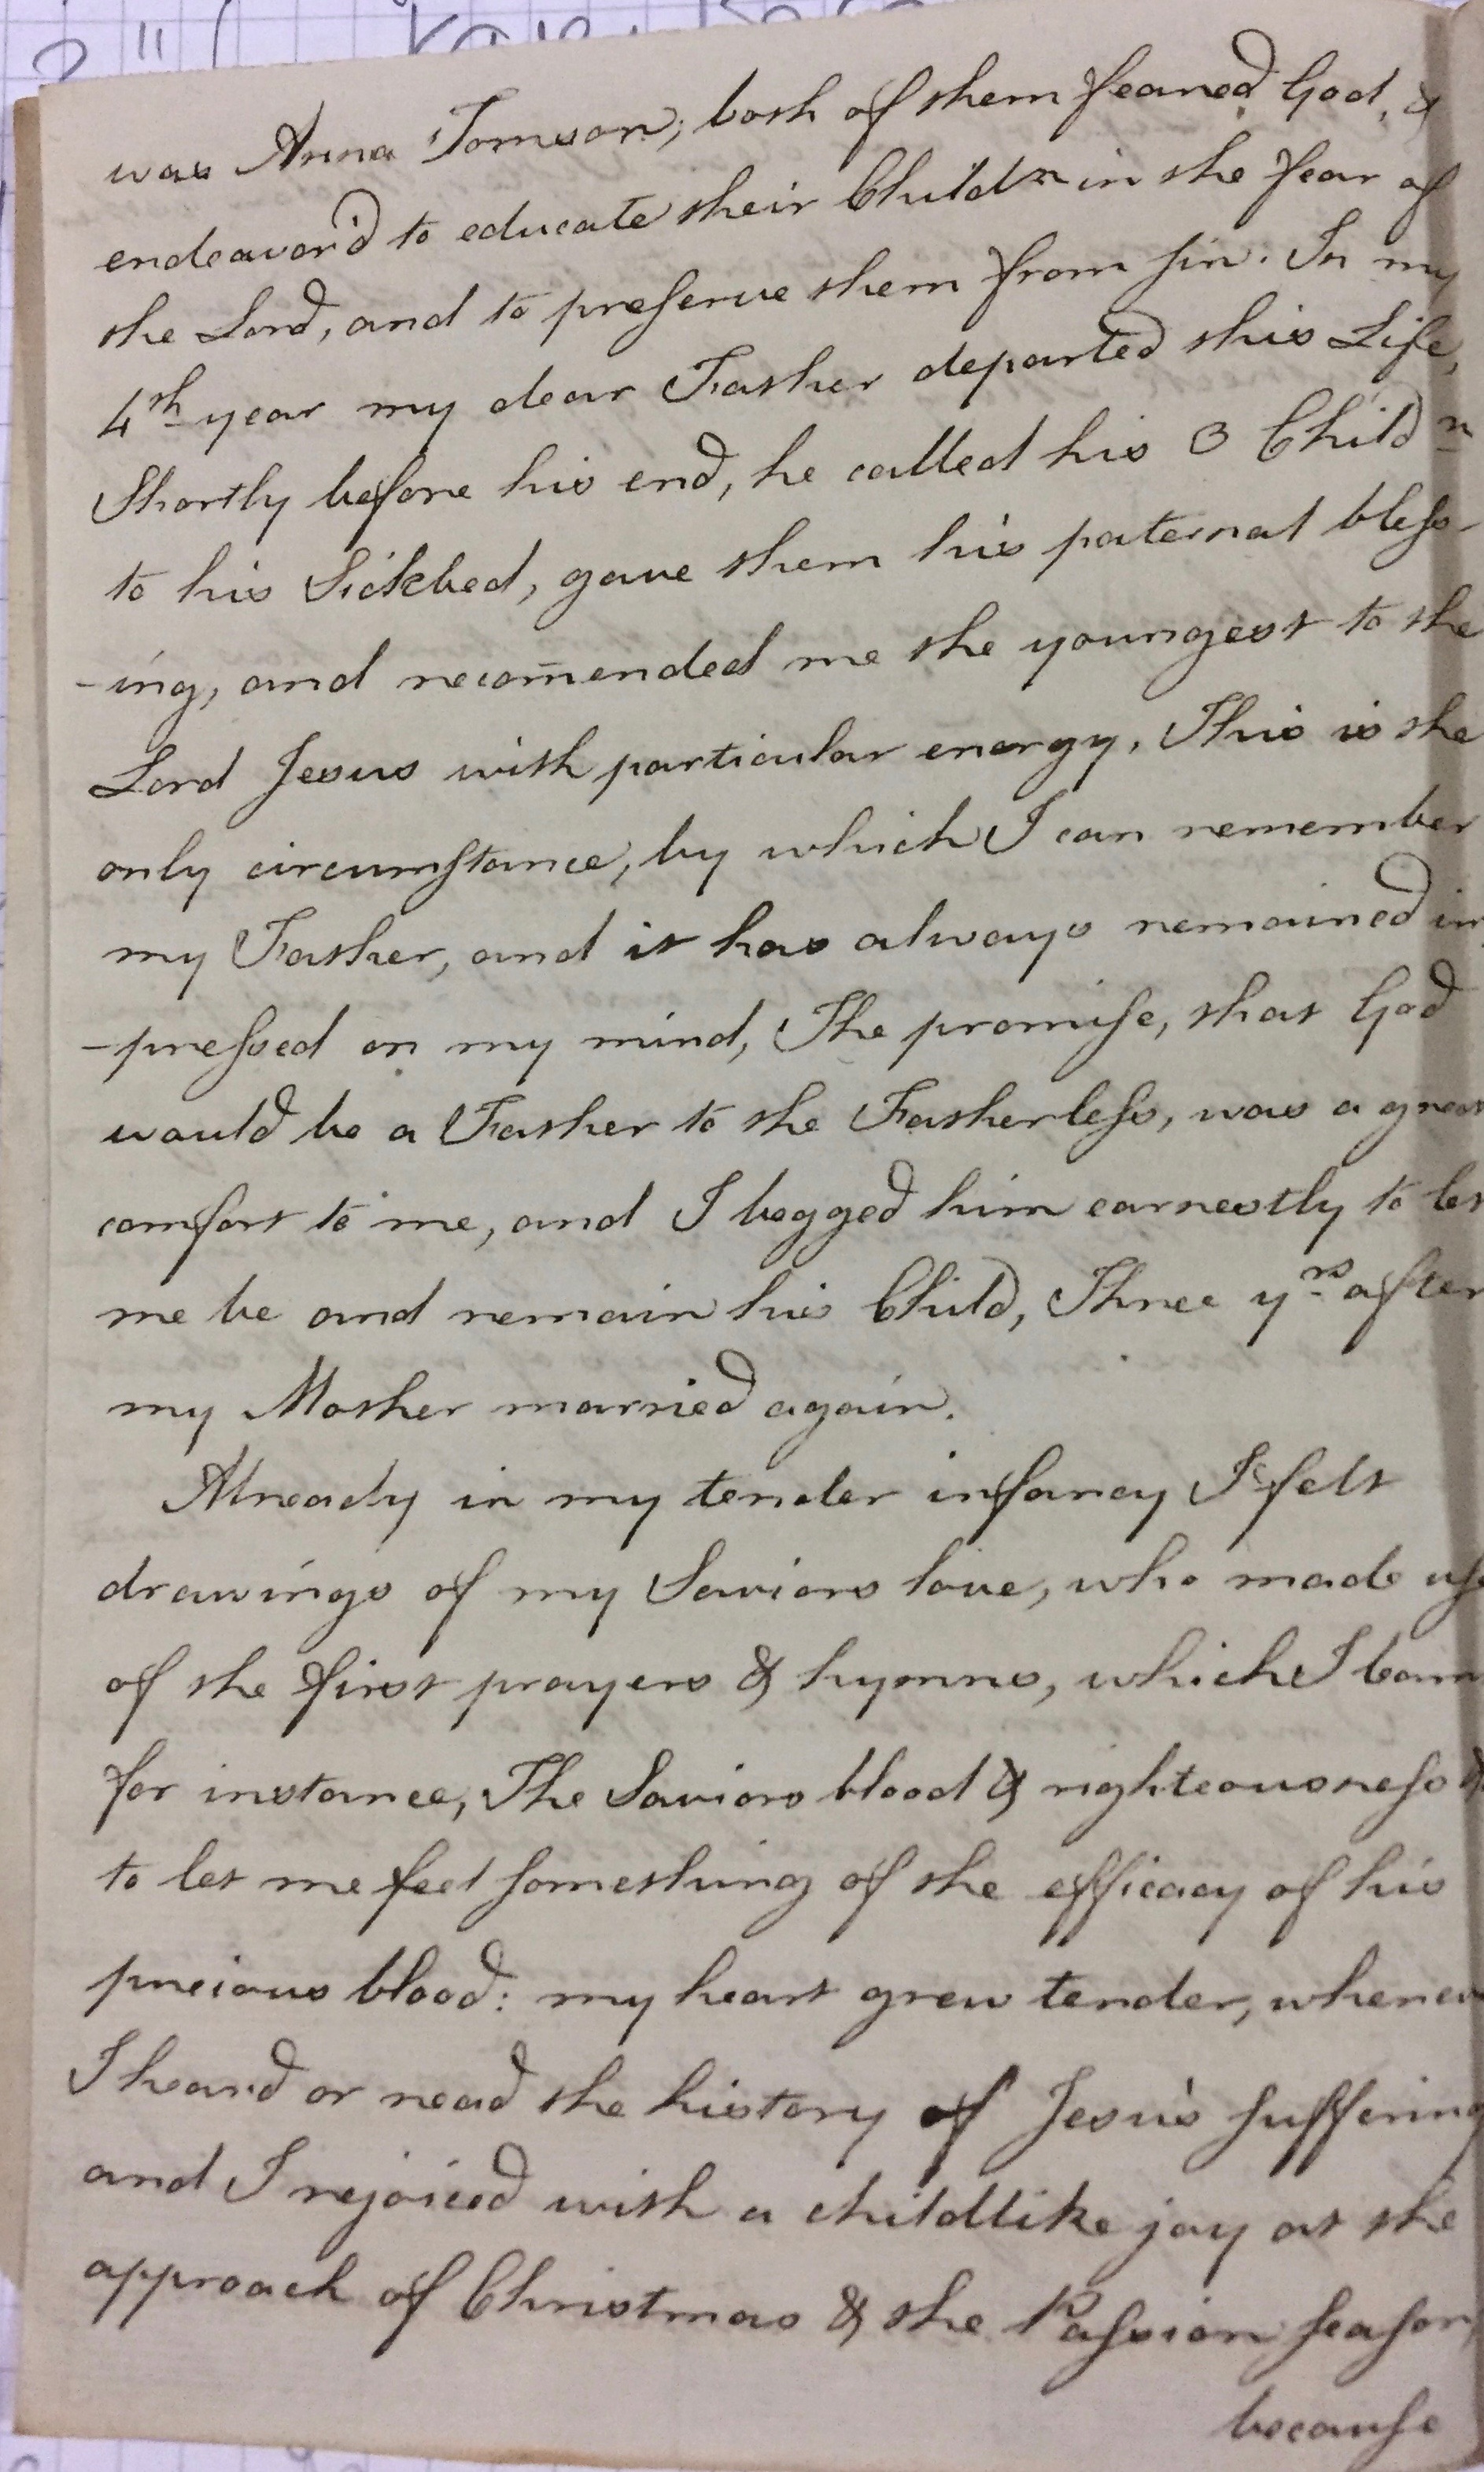 was Anna Tomson; both of them feared God, &
endeavor'd to educate their Childn in the fear of
the Lord, and to preserve them from sin. In my
4th year my dear Father departed this Life,
Shortly before his end, he called his 3 Childn
to his Sickbed, gave them his paternal bless-
-ing, and recom̄ended me the youngest to the
Lord Jesus with particular energy, This is the
only circumstance, by which I can remember
my Father, and it has always remained im
-pressed on my mind, The promise, that God
would be a Father to the Fatherless, was a great
comfort to me, and I begged him earnestly to let
me be and remain his Child, Three yrs after
my Mother married again.
Already in my tender infancy I felt
drawings of my Saviors love, who made use
of the first prayers & hymns, which I
for instance, The Saviors blood & righteousness &
to let me feel something of the efficacy of his
precious blood: my heart grew tender, whenev
I heard or read the history of Jesu's suffering
and I rejoiced with a childlike joy at the
approach of Christmas & the Passion season,
because